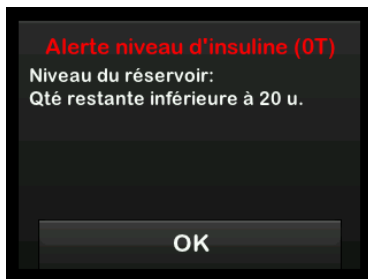 Alerte niveau d'insuline (0T)
Niveau du réservoir:
Qté restante inférieure à 20 u.
OK